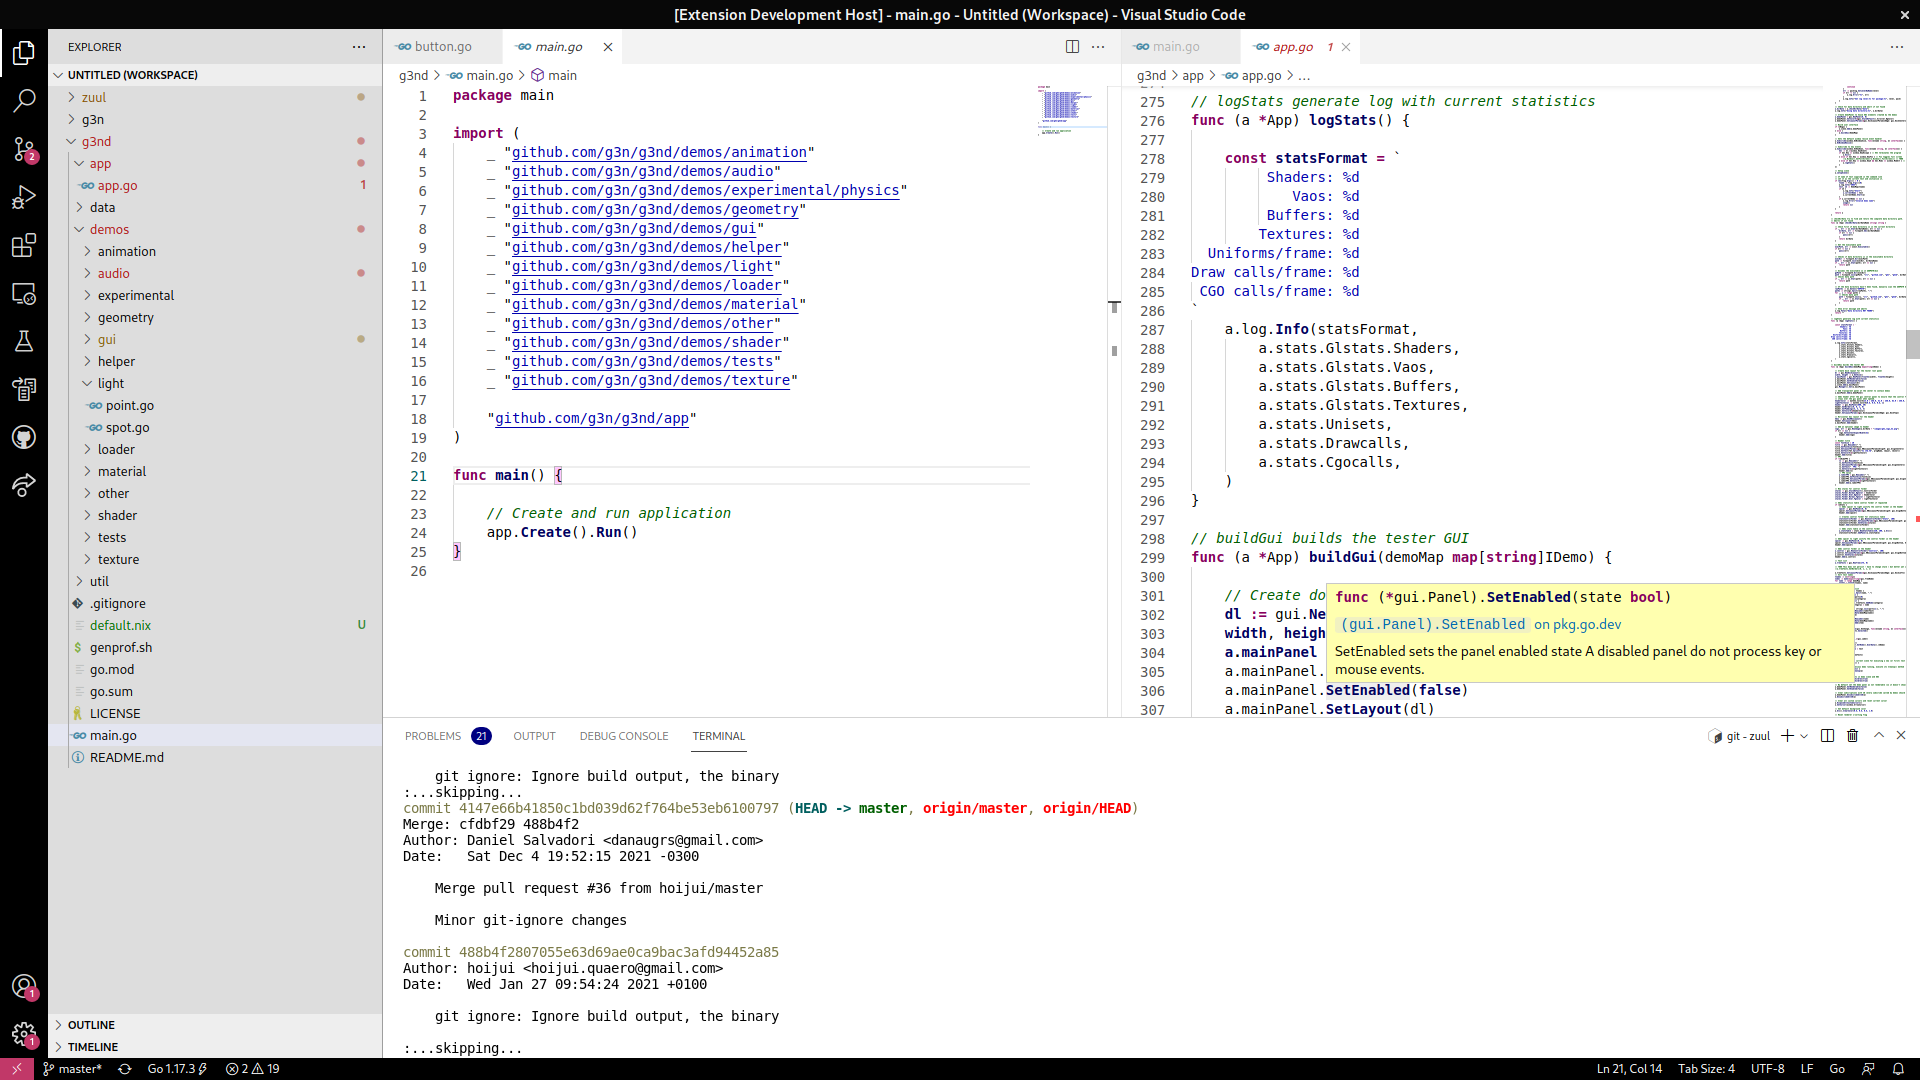 [Extension Development Host] - main.go - Untitled (Workspace) - Visual Studio Code
EXPLORER
UNTITLED (WORKSPACE)
zuul
g3n
g3nd
app
app.go 1
data
demos
animation
audio
experimental
geometry
gui
helper
light
point.go
spot.go
loader
material
other
shader
tests
texture
util
.gitignore
default.nix U
genprof.sh
go.mod
go.sum
LICENSE
main.go
README.md
OUTLINE
TIMELINE
2
1
1
button.go
main.go
g3nd > main.go > main
1 package main
2
3 import (
4 _ "github.com/g3n/g3nd/demos/animation"
5 _ "github.com/g3n/g3nd/demos/audio"
6 _ "github.com/g3n/g3nd/demos/experimental/physics"
7 _ "github.com/g3n/g3nd/demos/geometry"
8 _ "github.com/g3n/g3nd/demos/gui"
9 _ "github.com/g3n/g3nd/demos/helper"
10 _ "github.com/g3n/g3nd/demos/light"
11 _ "github.com/g3n/g3nd/demos/loader"
12 _ "github.com/g3n/g3nd/demos/material"
13 _ "github.com/g3n/g3nd/demos/other"
14 _ "github.com/g3n/g3nd/demos/shader"
15 _ "github.com/g3n/g3nd/demos/tests"
16 _ "github.com/g3n/g3nd/demos/texture"
17
18 "github.com/g3n/g3nd/app"
19 )
20
21 func main() {
22
23 // Create and run application
24 app.Create().Run()
25 }
26
main.go
app.go 1
g3nd > app > app.go > ...
275 // logStats generate log with current statistics
276 func (a *App) logStats() {
277
278 const statsFormat = `
279 Shaders: %d
280 Vaos: %d
281 Buffers: %d
282 Textures: %d
283 Uniforms/frame: %d
284 Draw calls/frame: %d
285 CGO calls/frame: %d
286 `
287 a.log.Info(statsFormat,
288 a.stats.Glstats.Shaders,
289 a.stats.Glstats.Vaos,
290 a.stats.Glstats.Buffers,
291 a.stats.Glstats.Textures,
292 a.stats.Unisets,
293 a.stats.Drawcalls,
294 a.stats.Cgocalls,
295 )
296 }
297
298 // buildGui builds the tester GUI
299 func (a *App) buildGui(demoMap map[string]IDemo) {
300
301 // Create do
302 dl := gui.Ne
303 width, heigh
304 a.mainPanel
305 a.mainPanel.
306 a.mainPanel.SetEnabled(false)
307 a.mainPanel.SetLayout(dl)
func (*gui.Panel).SetEnabled(state bool)
(gui.Panel).SetEnabled on pkg.go.dev
SetEnabled sets the panel enabled state A disabled panel do not process key or
mouse events.
PROBLEMS 21 OUTPUT DEBUG CONSOLE TERMINAL
git - zuul
git ignore: Ignore build output, the binary
:...skipping...
commit 4147e66b41850c1bd039d62f764be53eb6100797 (HEAD -> master, origin/master, origin/HEAD)
Merge: cfdbf29 488b4f2
Author: Daniel Salvadori <danaugrs@gmail.com>
Date: Sat Dec 4 19:52:15 2021 -0300
Merge pull request #36 from hoijui/master
Minor git-ignore changes
commit 488b4f2807055e63d69ae0ca9bac3afd94452a85
Author: hoijui <hoijui.quaero@gmail.com>
Date: Wed Jan 27 09:54:24 2021 +0100
git ignore: Ignore build output, the binary
:...skipping...
master* Go 1.17.3 2 19
Ln 21, Col 14 Tab Size: 4 UTF-8 LF Go